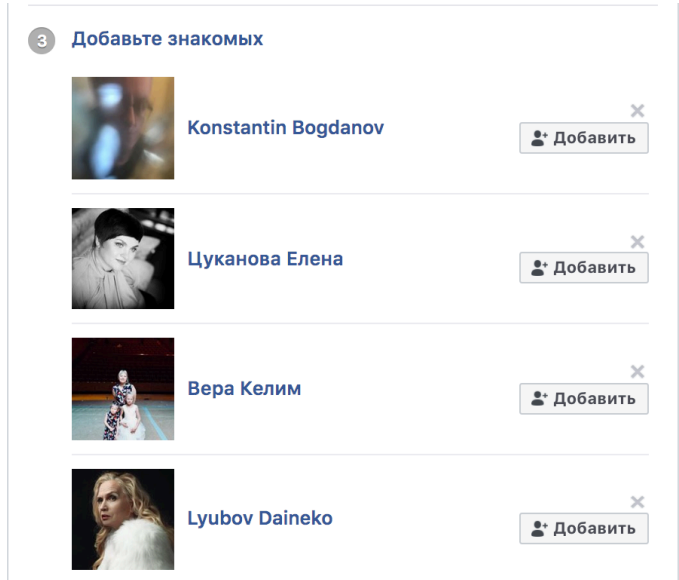 3 Добавьте знакомых
Konstantin Bogdanov
Добавить
Цуканова Елена
Добавить
Вера Келим
Добавить
Lyubov Daineko
Добавить